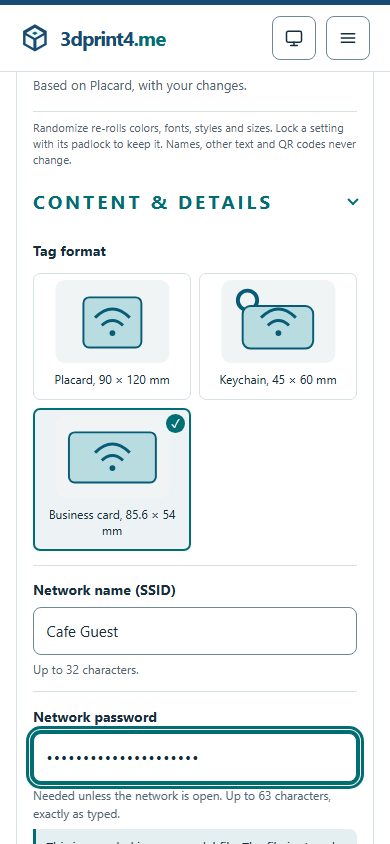 3dprint4.me
Based on Placard, with your changes.
Randomize re-rolls colors, fonts, styles and sizes. Lock a setting
with its padlock to keep it. Names, other text and QR codes never
change.
CONTENT & DETAILS
Tag format
Placard, 90 × 120 mm
Keychain, 45 × 60 mm
Business card, 85.6 × 54
mm
Network name (SSID)
Cafe Guest
Up to 32 characters.
Network password
•••••••••••••••••••••
Needed unless the network is open. Up to 63 characters,
exactly as typed.